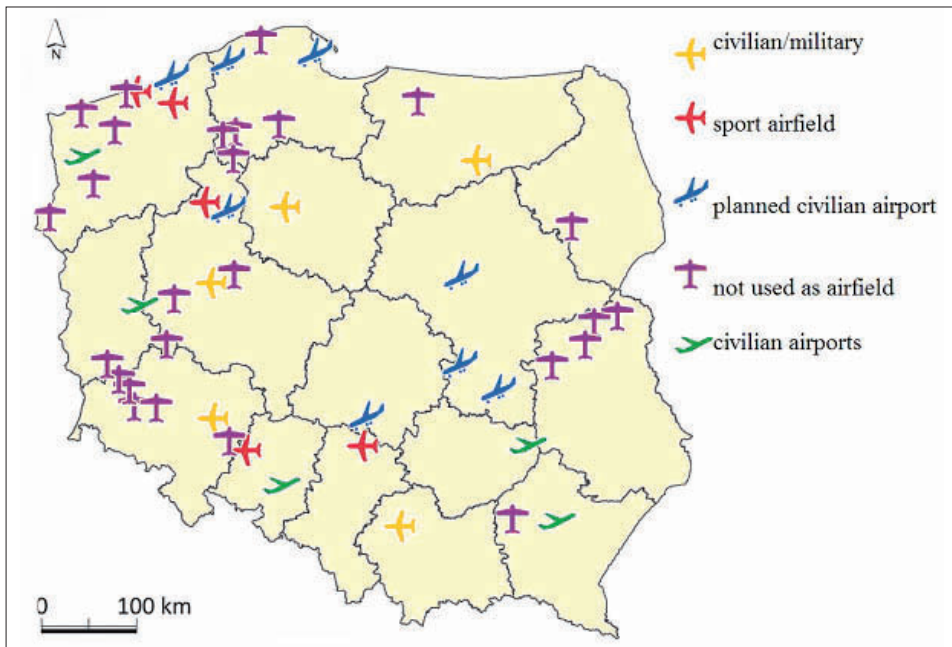 N
civilian/military
sport airfield
planned civilian airport
not used as airfield
civilian airports
0 100 km